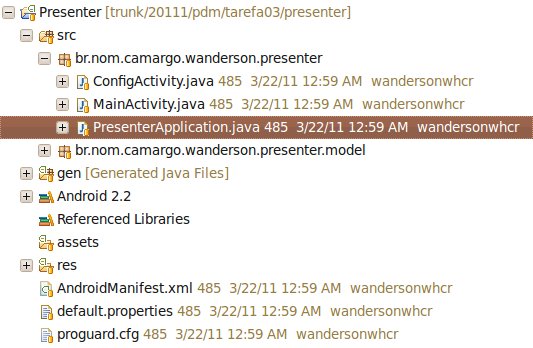 Presenter [trunk/20111/pdm/tarefa03/presenter]
src
br.nom.camargo.wanderson.presenter
ConfigActivity.java 485 3/22/11 12:59 AM wandersonwhcr
MainActivity.java 485 3/22/11 12:59 AM wandersonwhcr
PresenterApplication.java 485 3/22/11 12:59 AM wandersonwhcr
br.nom.camargo.wanderson.presenter.model
gen [Generated Java Files]
Android 2.2
Referenced Libraries
assets
res
AndroidManifest.xml 485 3/22/11 12:59 AM wandersonwhcr
default.properties 485 3/22/11 12:59 AM wandersonwhcr
proguard.cfg 485 3/22/11 12:59 AM wandersonwhcr